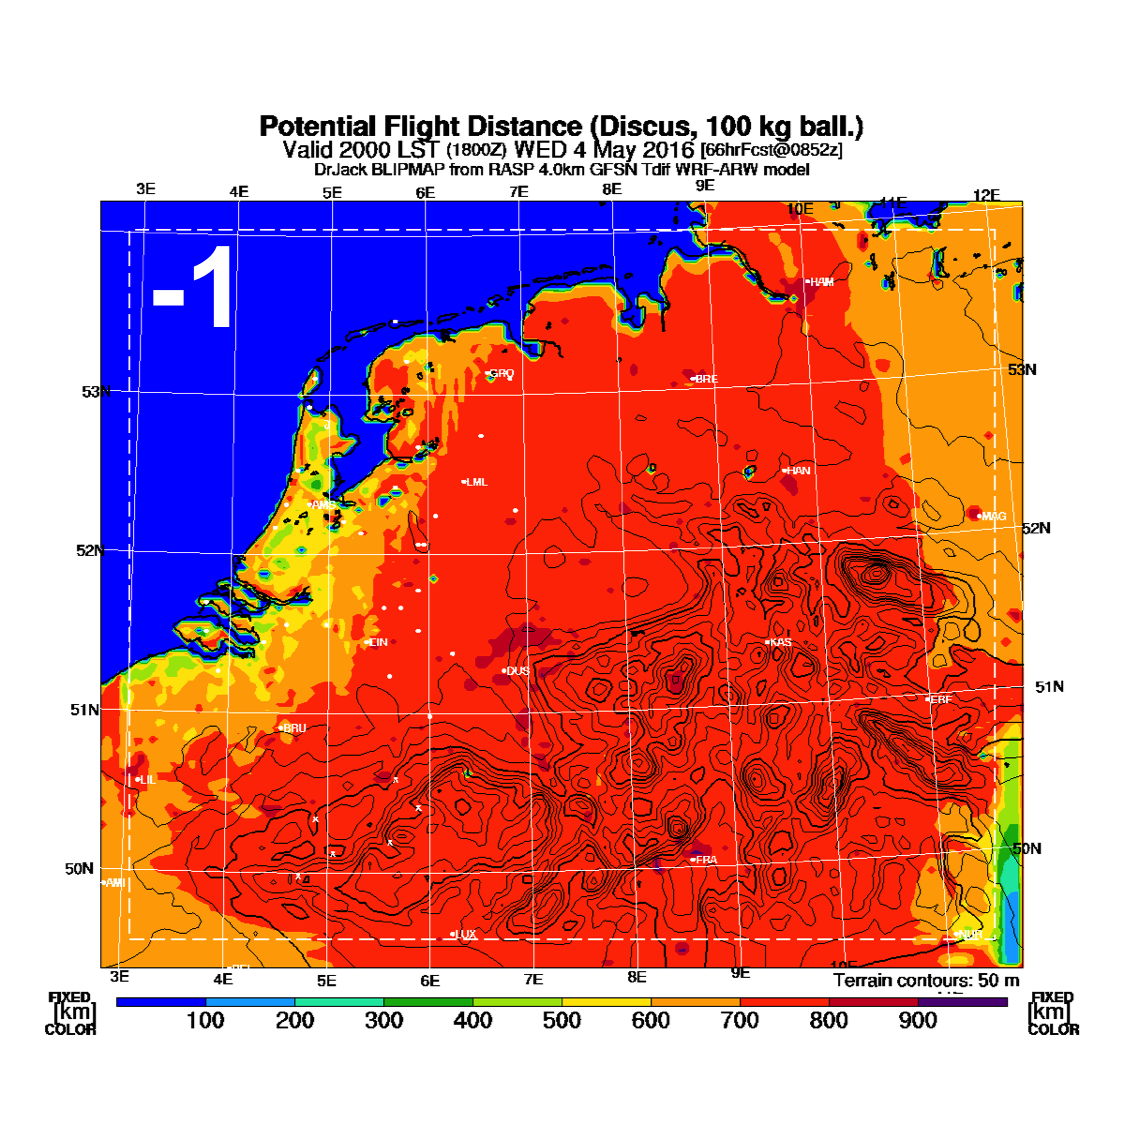 Potential Flight Distance (Discus, 100 kg ball.)
Valid 2000 LST (1800Z) WED 4 May 2016 [66hrFcst@0852z]
DrJack BLIPMAP from RASP 4.0km GFSN Tdif WRF-ARW model
3E 4E 5E 6E 7E 8E 9E 10E 11E 12E
-1
HAM
53N GRO BRE 53N
HAN
LML
AMS MAG
52N 52N
EIN KAS
DUS
51N ERF 51N
BRU
LIL
50N FRA 50N
AMI
LUX NUR
3E 4E 5E 6E 7E 8E 9E 10E
Terrain contours: 50 m
FIXED [km] COLOR
100 200 300 400 500 600 700 800 900
FIXED [km] COLOR